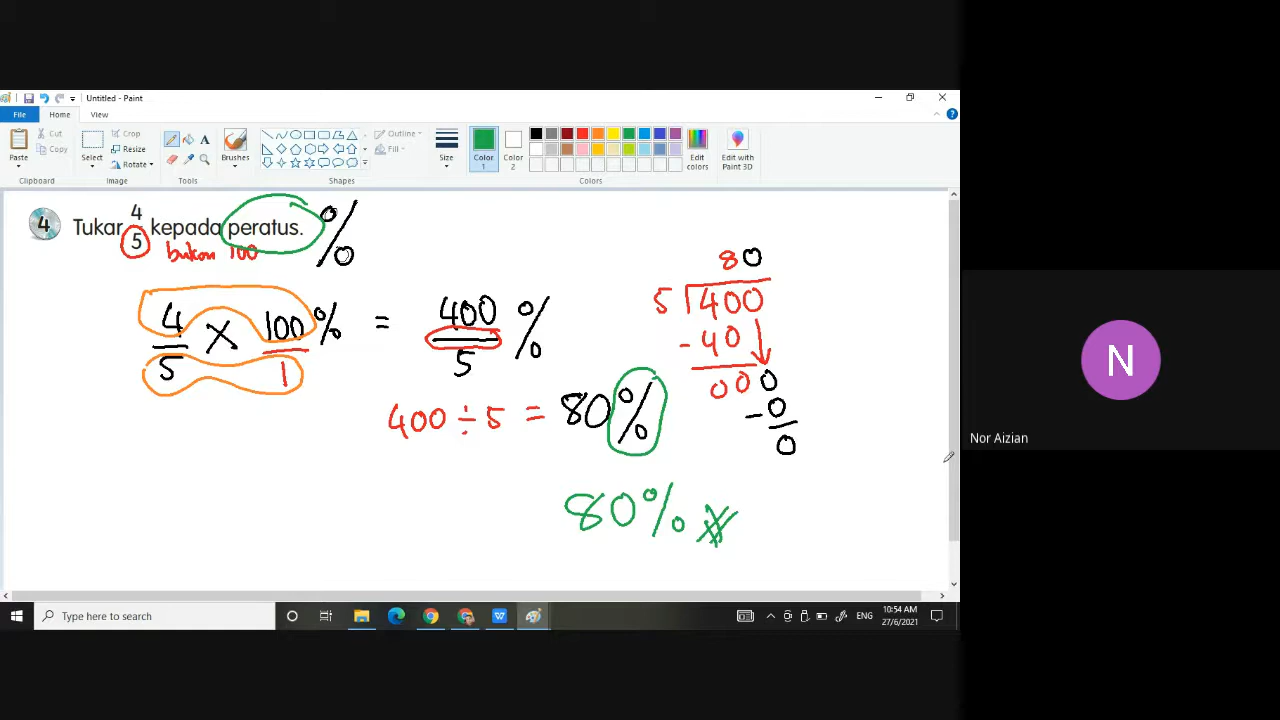 Untitled - Paint
File Home View
Paste
Cut
Copy
Clipboard
Select
Crop
Resize
Rotate
Image
Tools
Brushes
Shapes
Outline
Fill
Size
Color 1
Color 2
Colors
Edit colors
Edit with Paint 3D
4 Tukar 4/5 kepada peratus. %
bukan 100
4/5 × 100/1 % = 400/5 %
400 ÷ 5 = 80%
80%
80
5 400
- 40
000
- 0
0
Nor Aizian
N
Type here to search
ENG
10:54 AM
27/6/2021